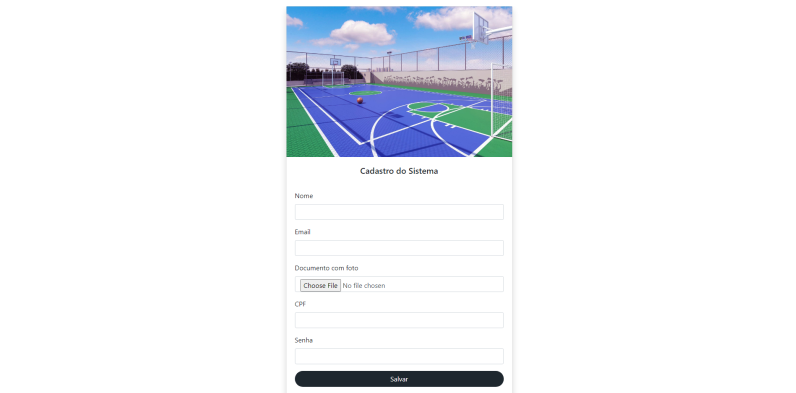 Cadastro do Sistema
Nome
Email
Documento com foto
Choose File No file chosen
CPF
Senha
Salvar